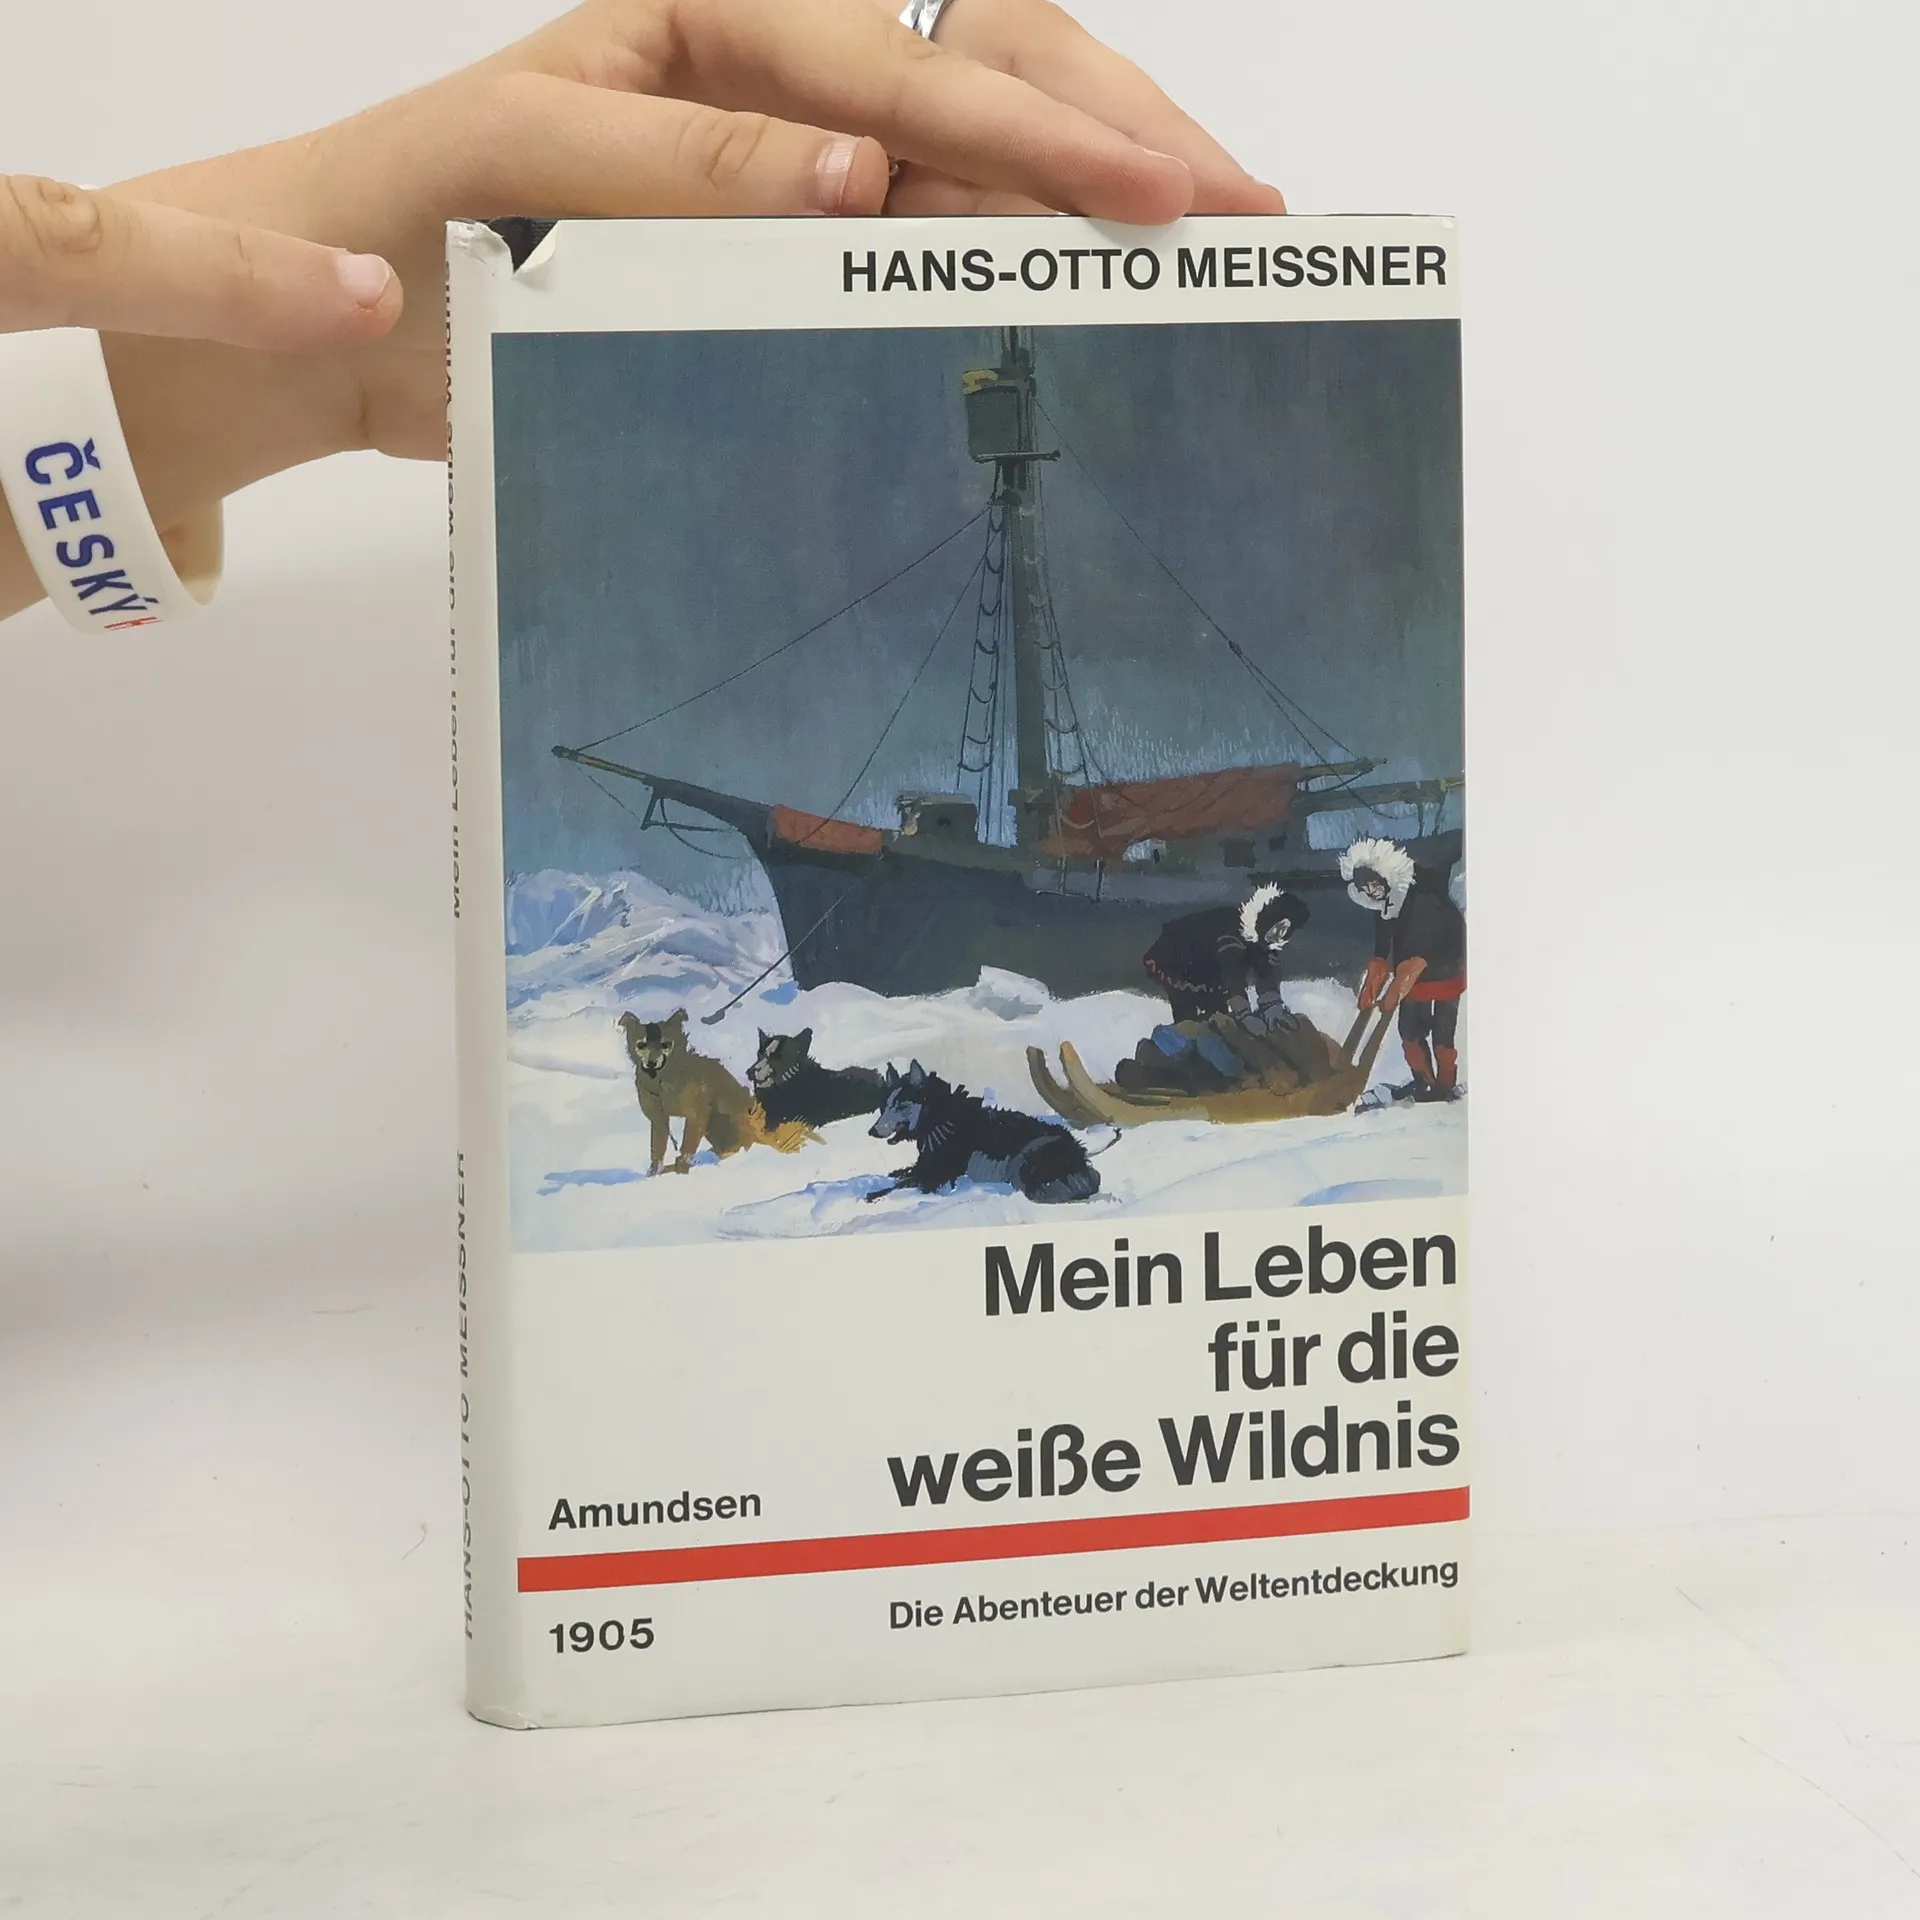 HANS-OTTO MEISSNER
Mein Leben
für die
weiße Wildnis
Amundsen
1905
Die Abenteuer der Weltentdeckung
HANS-OTTO MEISSNER Mein Leben für die weiße Wildnis
ČESKÝ